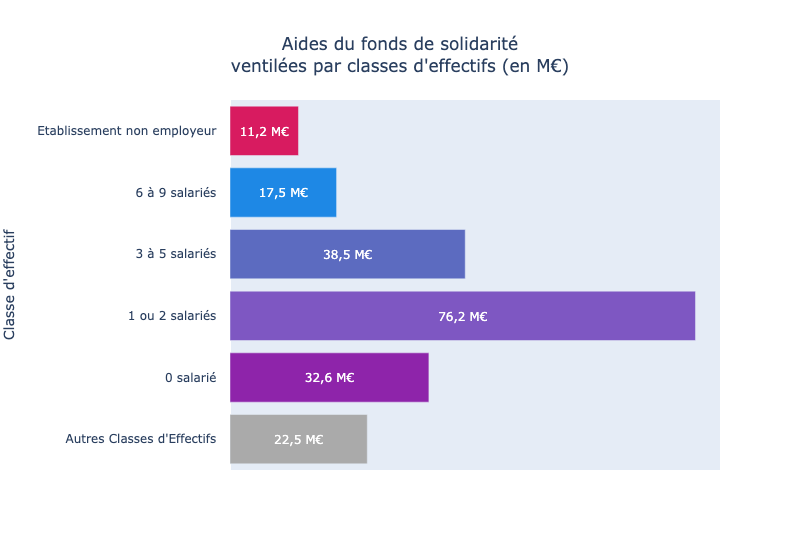 Aides du fonds de solidarité
ventilées par classes d'effectifs (en M€)
Classe d'effectif
Etablissement non employeur 11,2 M€
6 à 9 salariés 17,5 M€
3 à 5 salariés 38,5 M€
1 ou 2 salariés 76,2 M€
0 salarié 32,6 M€
Autres Classes d'Effectifs 22,5 M€